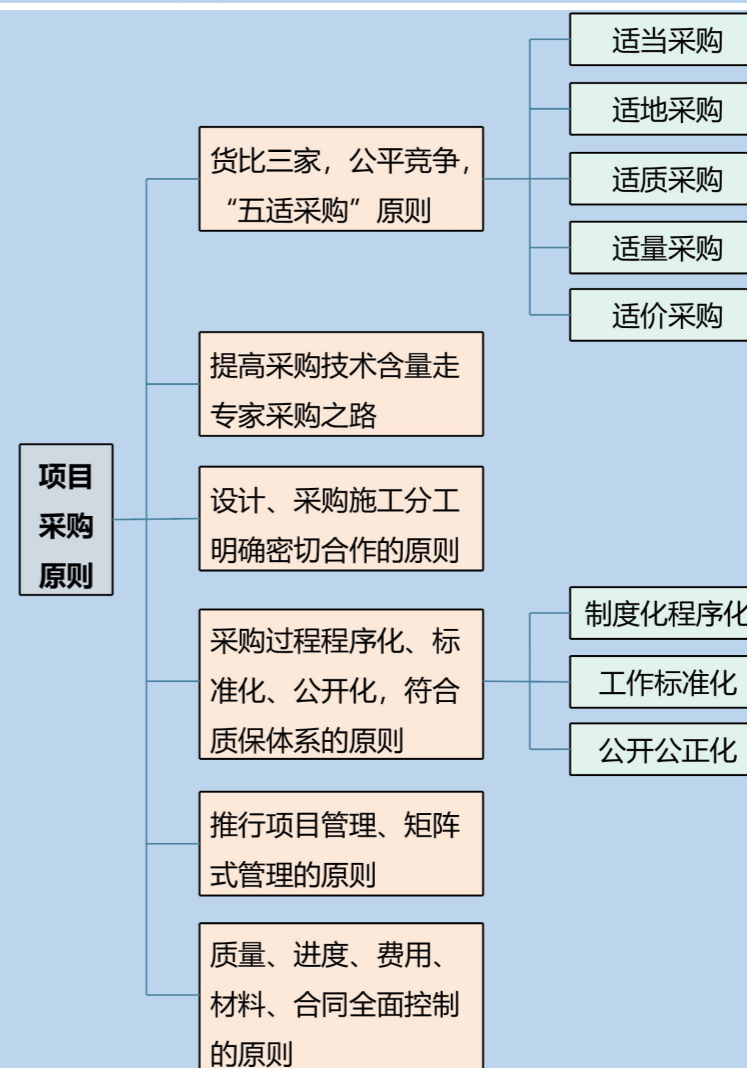 项目
采购
原则
货比三家，公平竞争，
“五适采购”原则
适当采购
适地采购
适质采购
适量采购
适价采购
提高采购技术含量走
专家采购之路
设计、采购施工分工
明确密切合作的原则
采购过程程序化、标
准化、公开化，符合
质保体系的原则
制度化程序化
工作标准化
公开公正化
推行项目管理、矩阵
式管理的原则
质量、进度、费用、
材料、合同全面控制
的原则